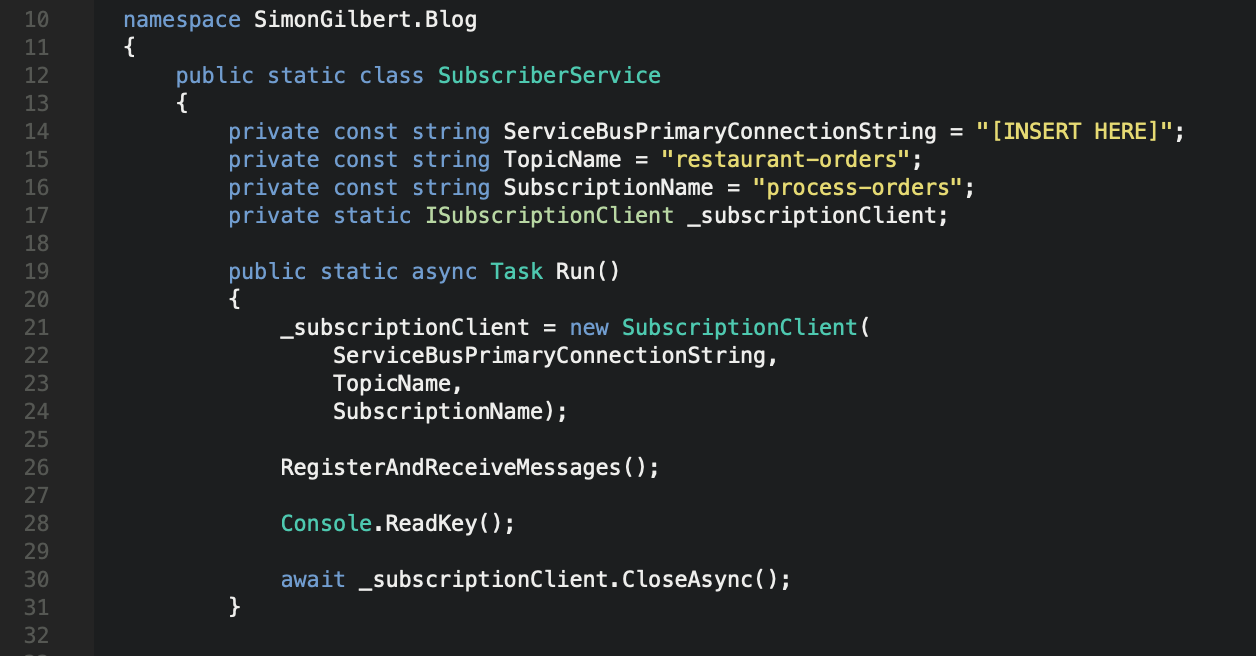 10 namespace SimonGilbert.Blog
11 {
12     public static class SubscriberService
13     {
14         private const string ServiceBusPrimaryConnectionString = "[INSERT HERE]";
15         private const string TopicName = "restaurant-orders";
16         private const string SubscriptionName = "process-orders";
17         private static ISubscriptionClient _subscriptionClient;
18
19         public static async Task Run()
20         {
21             _subscriptionClient = new SubscriptionClient(
22                 ServiceBusPrimaryConnectionString,
23                 TopicName,
24                 SubscriptionName);
25
26             RegisterAndReceiveMessages();
27
28             Console.ReadKey();
29
30             await _subscriptionClient.CloseAsync();
31         }
32